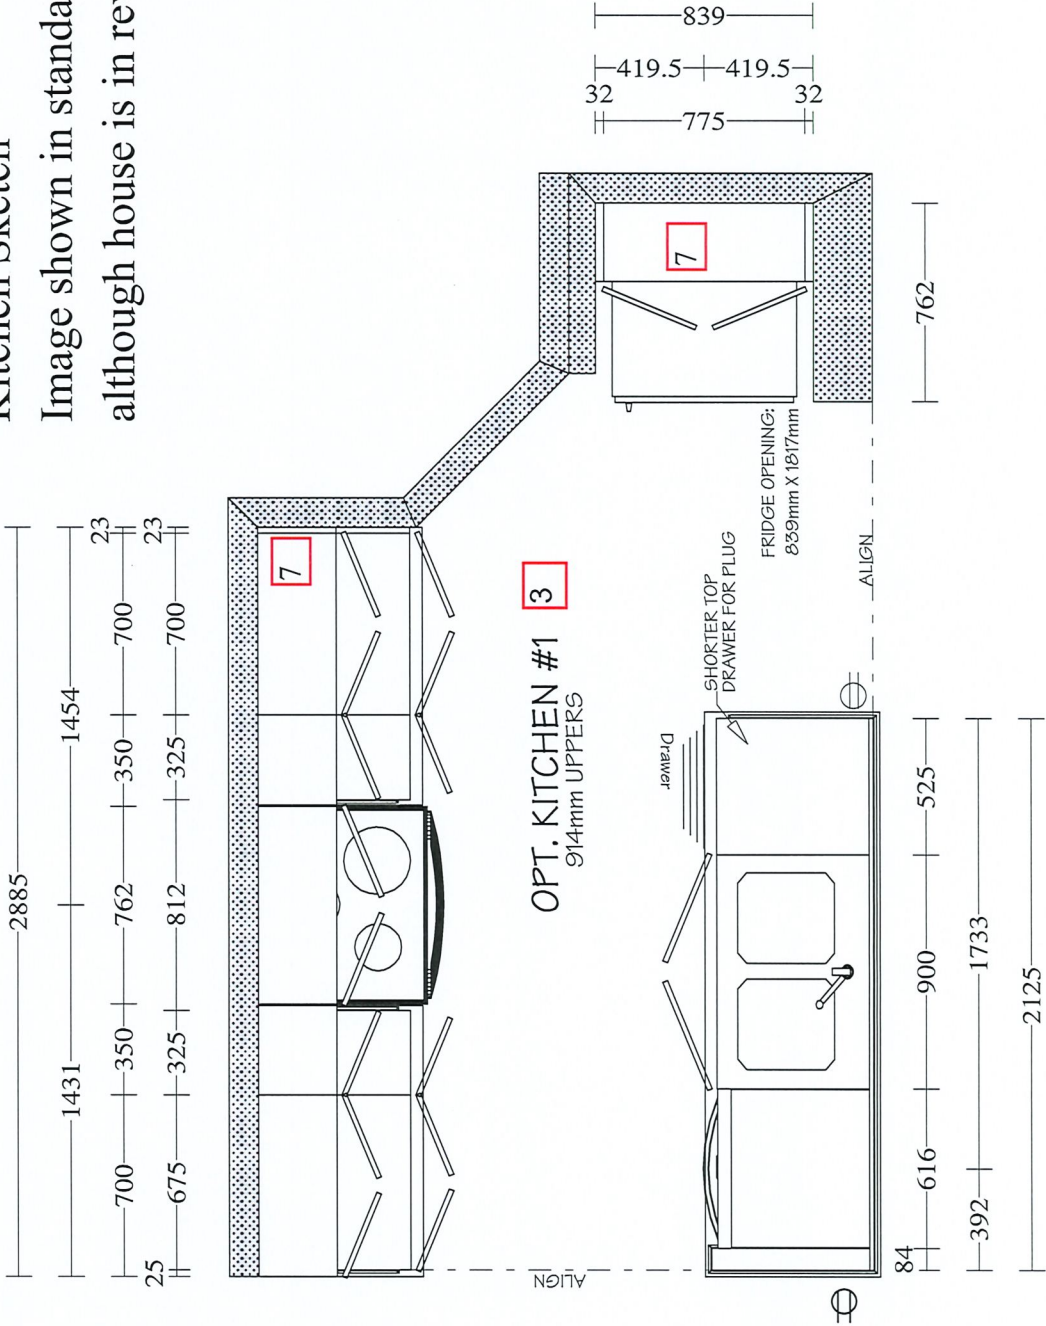 Kitchen Sketch
Image shown in standa
although house is in re
839
419.5 419.5
32 32
775
762
7
FRIDGE OPENING:
839mm X 1817mm
ALIGN
2885
1454
1431
23 700 350 762 350 700
23 700 325 812 325 675 25
7
3
OPT. KITCHEN #1
914mm UPPERS
SHORTER TOP
DRAWER FOR PLUG
Drawer
ALIGN
525 900 616 84
1733 392
2125